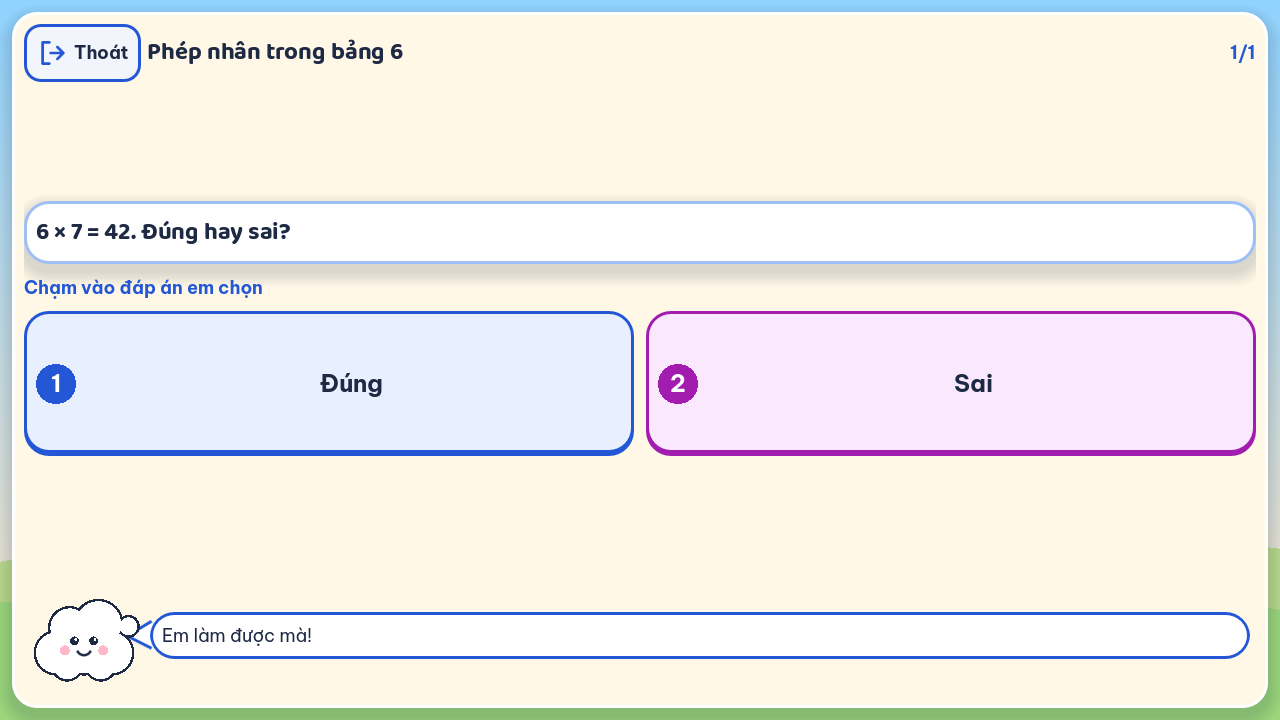 Thoát
Phép nhân trong bảng 6
1/1
6 × 7 = 42. Đúng hay sai?
Chạm vào đáp án em chọn
1
Đúng
2
Sai
Em làm được mà!